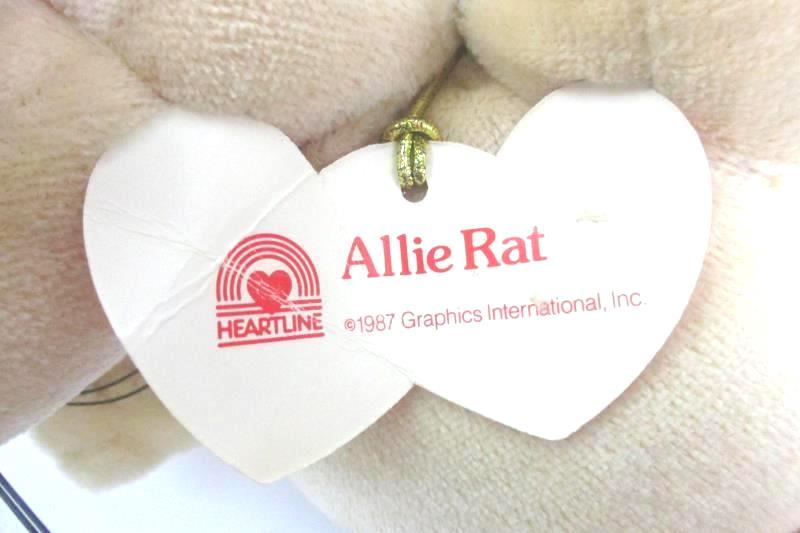 HEARTLINE
Allie Rat
©1987 Graphics International, Inc.